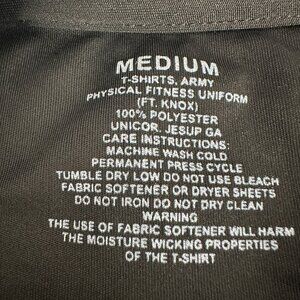 MEDIUM
T-SHIRTS, ARMY
PHYSICAL FITNESS UNIFORM
(FT. KNOX)
100% POLYESTER
UNICOR. JESUP GA
CARE INSTRUCTIONS:
MACHINE WASH COLD
PERMANENT PRESS CYCLE
TUMBLE DRY LOW DO NOT USE BLEACH
FABRIC SOFTENER OR DRYER SHEETS
DO NOT IRON DO NOT DRY CLEAN
WARNING
THE USE OF FABRIC SOFTENER WILL HARM
THE MOISTURE WICKING PROPERTIES
OF THE T-SHIRT